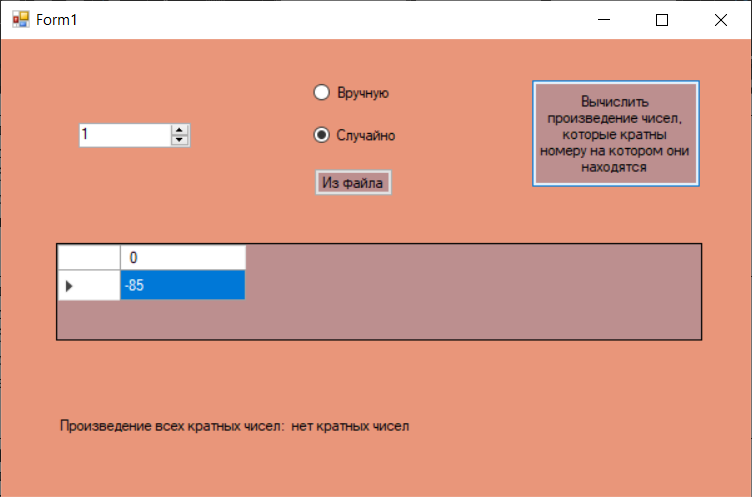 Form1
Вручную
1
Случайно
Из файла
Вычислить
произведение чисел,
которые кратны
номеру на котором они
находятся
0
-85
Произведение всех кратных чисел: нет кратных чисел